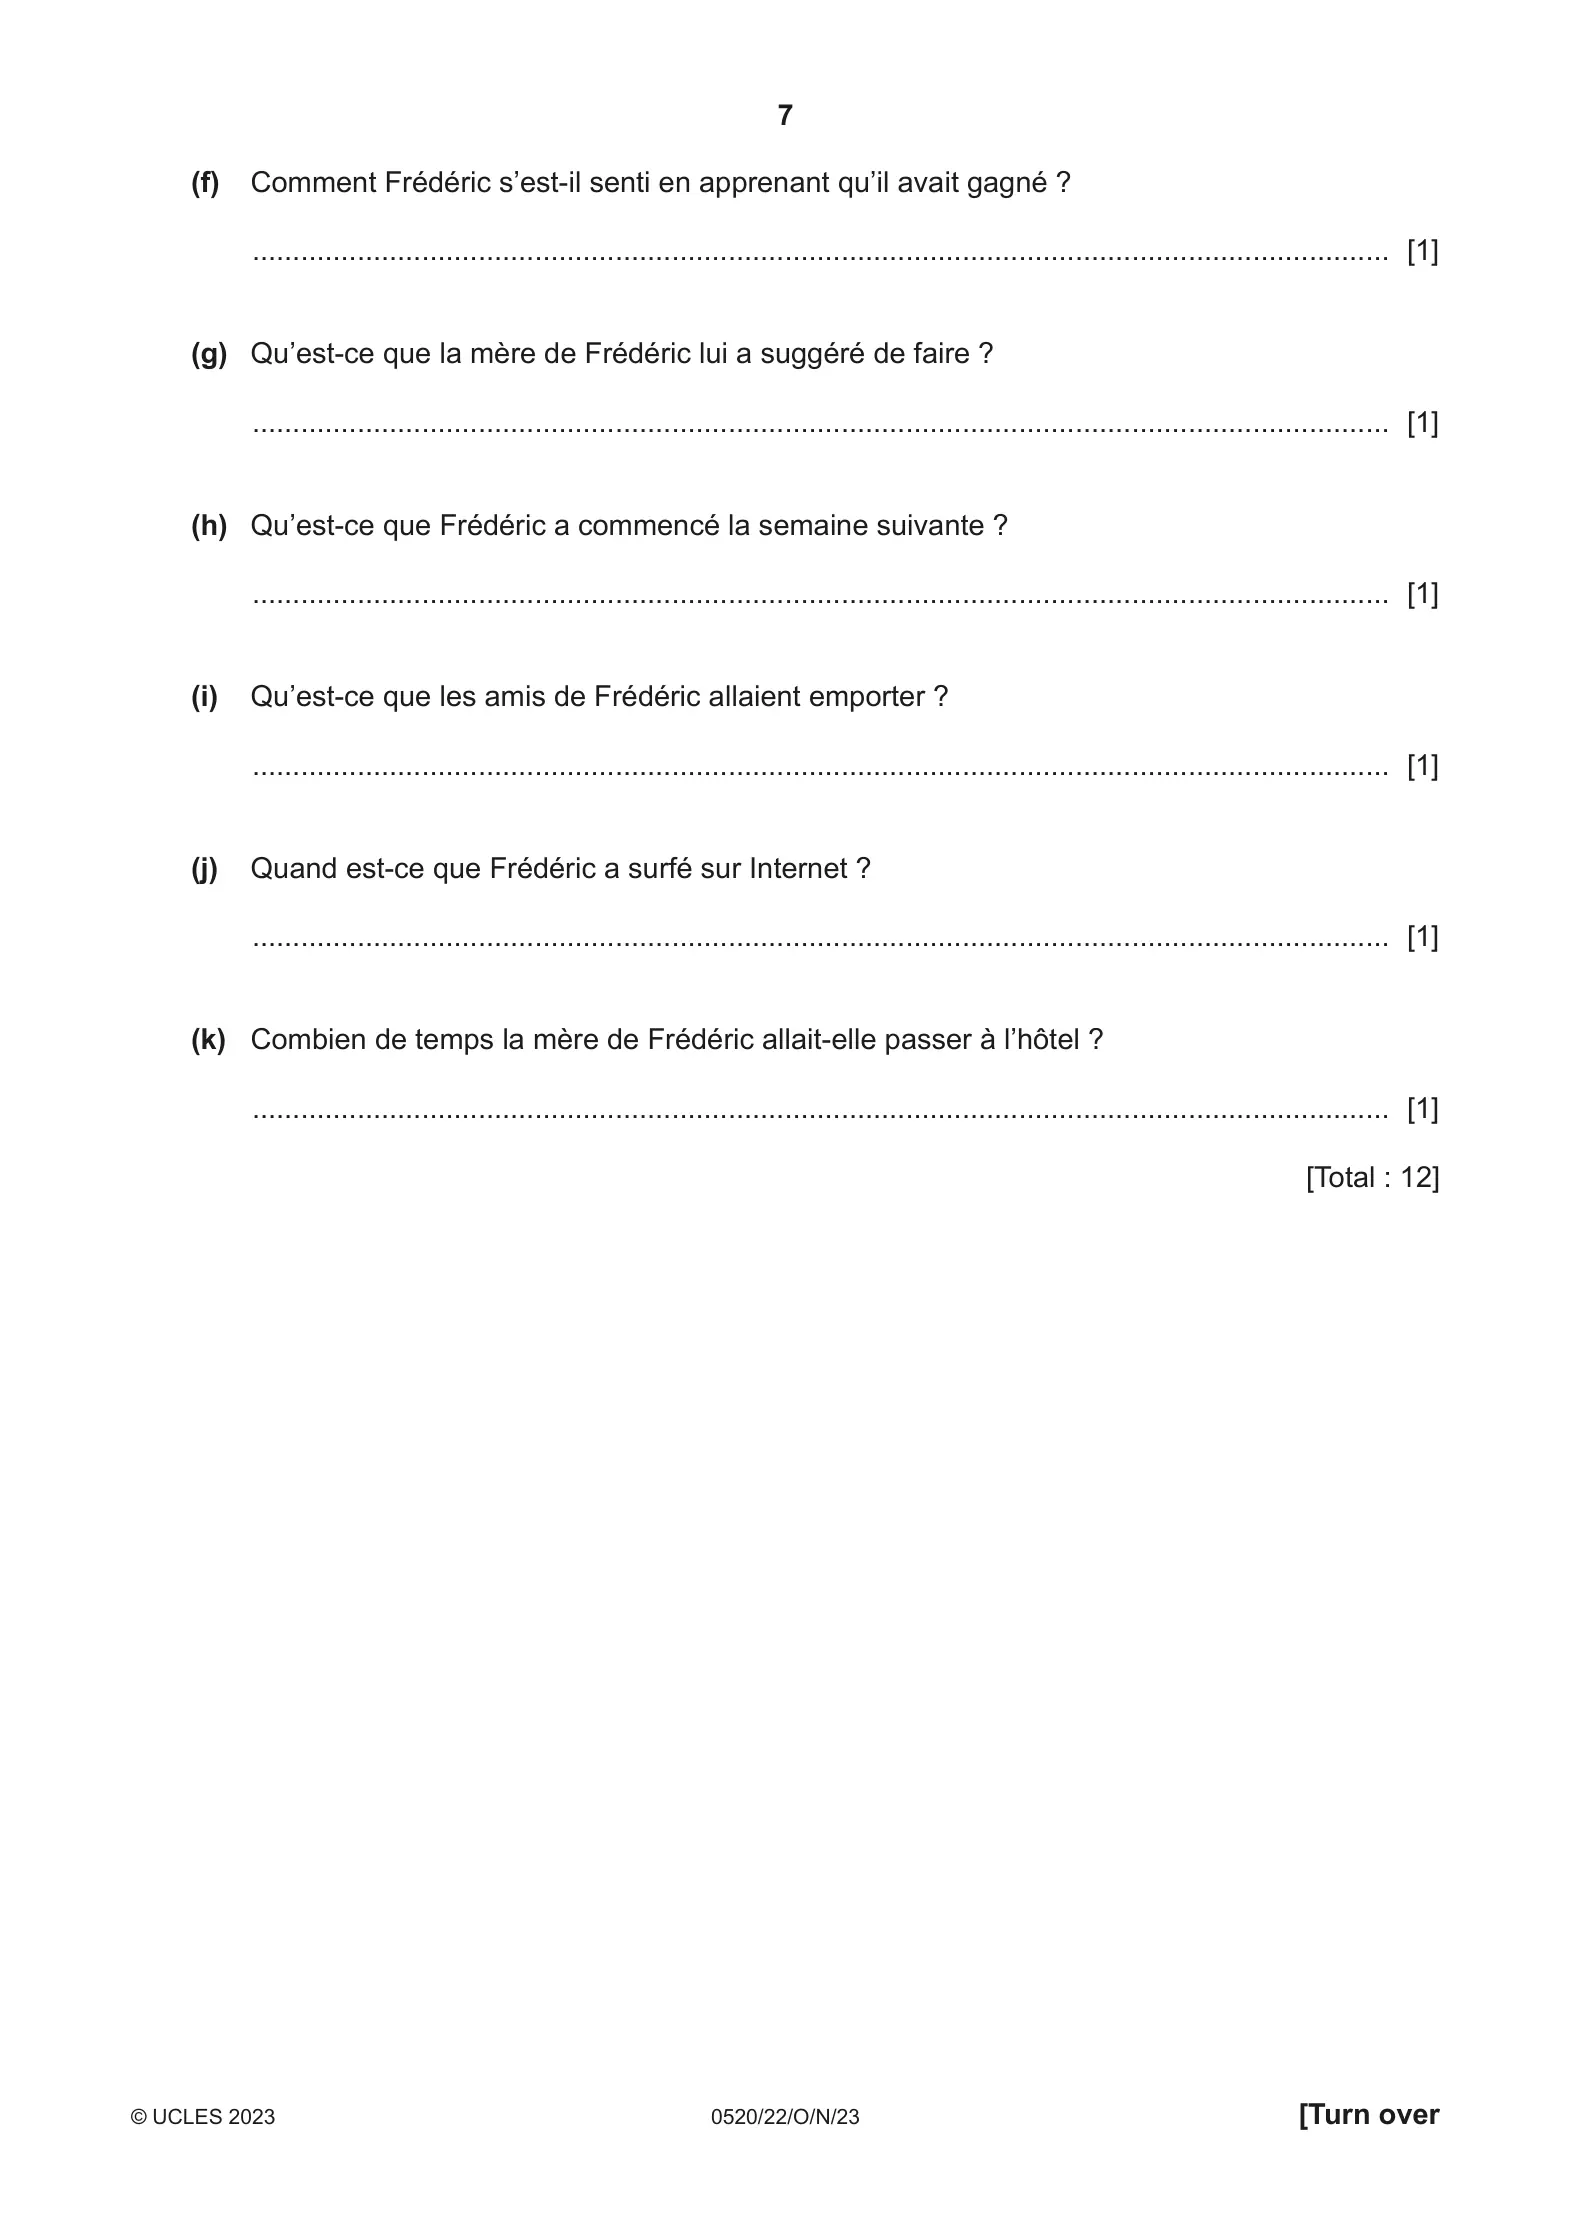 7
(f) Comment Frédéric s’est-il senti en apprenant qu’il avait gagné ?
............................................................................................................................................ [1]
(g) Qu’est-ce que la mère de Frédéric lui a suggéré de faire ?
............................................................................................................................................ [1]
(h) Qu’est-ce que Frédéric a commencé la semaine suivante ?
............................................................................................................................................ [1]
(i) Qu’est-ce que les amis de Frédéric allaient emporter ?
............................................................................................................................................ [1]
(j) Quand est-ce que Frédéric a surfé sur Internet ?
............................................................................................................................................ [1]
(k) Combien de temps la mère de Frédéric allait-elle passer à l’hôtel ?
............................................................................................................................................ [1]
[Total : 12]
© UCLES 2023 0520/22/O/N/23 [Turn over